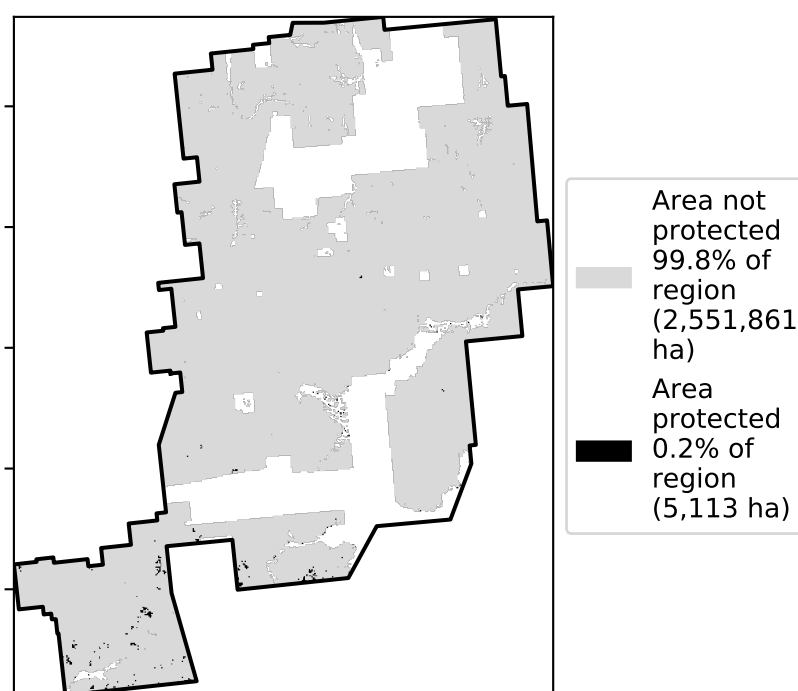 Area not
protected
99.8% of
region
(2,551,861
ha)
Area
protected
0.2% of
region
(5,113 ha)